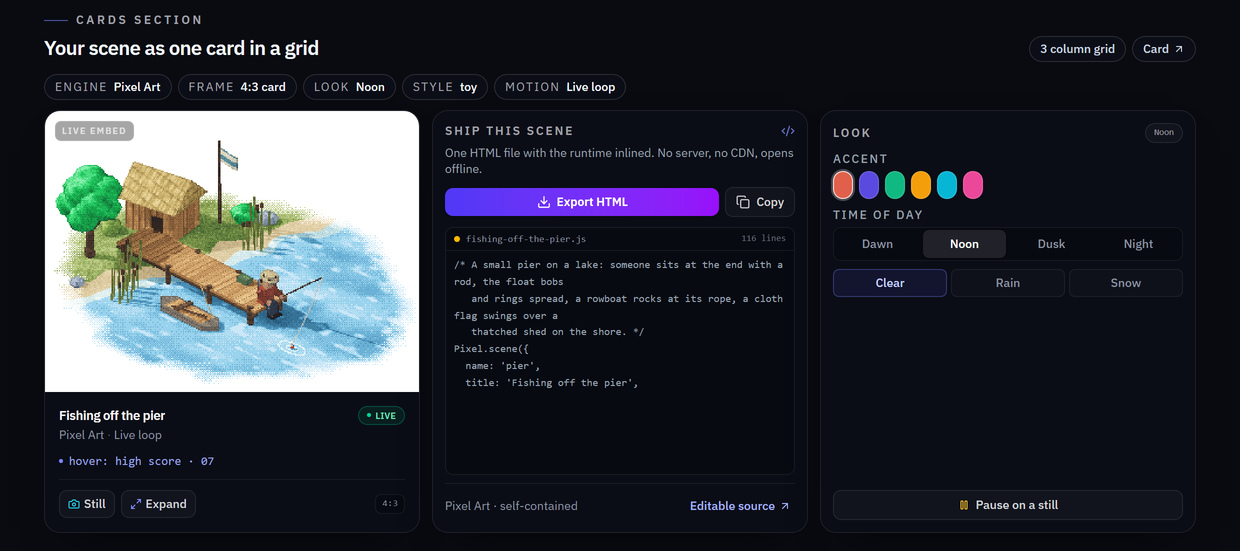 CARDS SECTION
Your scene as one card in a grid
3 column grid
Card ↗
ENGINE Pixel Art
FRAME 4:3 card
LOOK Noon
STYLE toy
MOTION Live loop
LIVE EMBED
Fishing off the pier
LIVE
Pixel Art · Live loop
• hover: high score · 07
Still
Expand
4:3
SHIP THIS SCENE
</>
One HTML file with the runtime inlined. No server, no CDN, opens
offline.
Export HTML
Copy
fishing-off-the-pier.js
116 lines
/* A small pier on a lake: someone sits at the end with a
rod, the float bobs
and rings spread, a rowboat rocks at its rope, a cloth
flag swings over a
thatched shed on the shore. */
Pixel.scene({
name: 'pier',
title: 'Fishing off the pier',
Pixel Art · self-contained
Editable source ↗
LOOK
Noon
ACCENT
TIME OF DAY
Dawn
Noon
Dusk
Night
Clear
Rain
Snow
Pause on a still